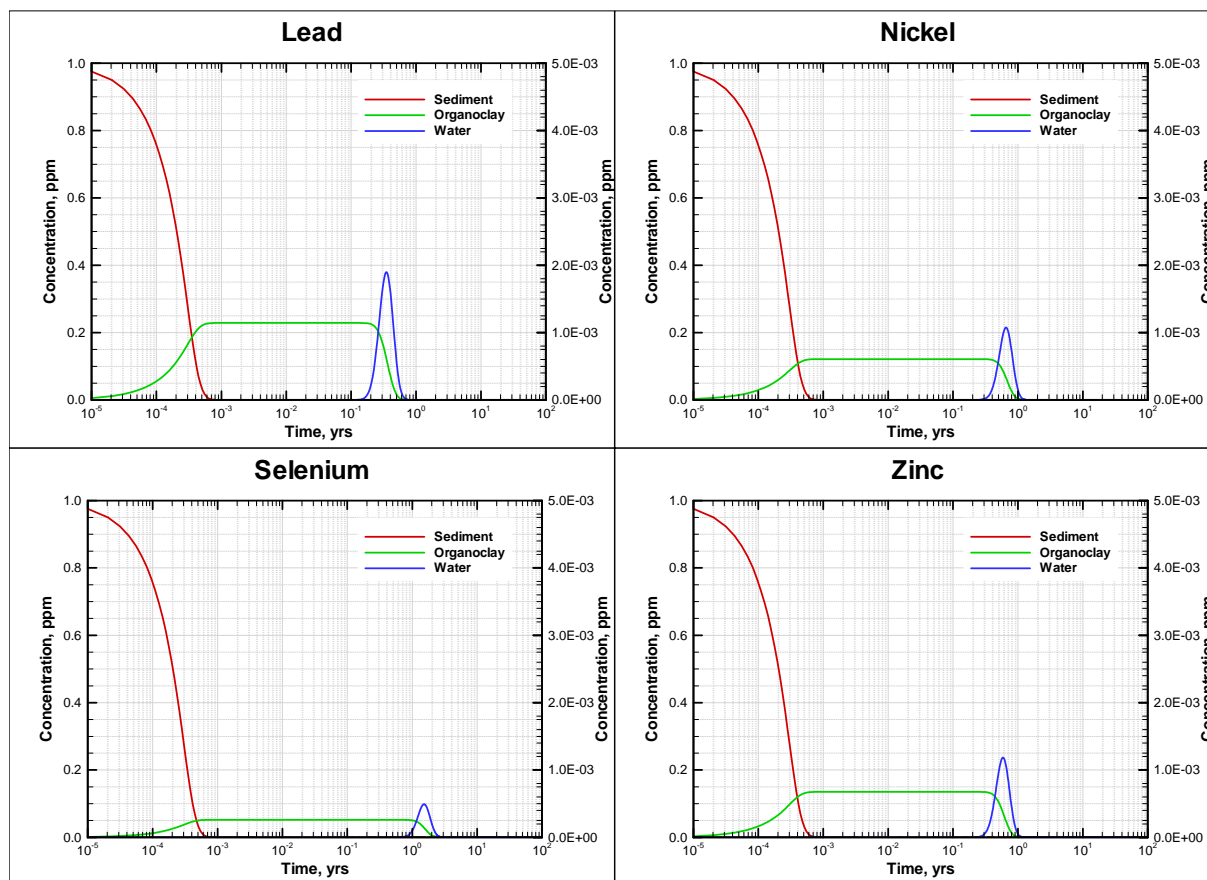 Lead
1.0
0.8
0.6
0.4
0.2
0.0
Concentration, ppm
5.0E-03
4.0E-03
3.0E-03
2.0E-03
1.0E-03
0.0E+00
Concentration, ppm
Sediment
Organoclay
Water
10-5 10-4 10-3 10-2 10-1 100 101 102
Time, yrs
Nickel
1.0
0.8
0.6
0.4
0.2
0.0
Concentration, ppm
5.0E-03
4.0E-03
3.0E-03
2.0E-03
1.0E-03
0.0E+00
Concentration, ppm
Sediment
Organoclay
Water
10-5 10-4 10-3 10-2 10-1 100 101 102
Time, yrs
Selenium
1.0
0.8
0.6
0.4
0.2
0.0
Concentration, ppm
5.0E-03
4.0E-03
3.0E-03
2.0E-03
1.0E-03
0.0E+00
Concentration, ppm
Sediment
Organoclay
Water
10-5 10-4 10-3 10-2 10-1 100 101 102
Time, yrs
Zinc
1.0
0.8
0.6
0.4
0.2
0.0
Concentration, ppm
5.0E-03
4.0E-03
3.0E-03
2.0E-03
1.0E-03
0.0E+00
Concentration, ppm
Sediment
Organoclay
Water
10-5 10-4 10-3 10-2 10-1 100 101 102
Time, yrs